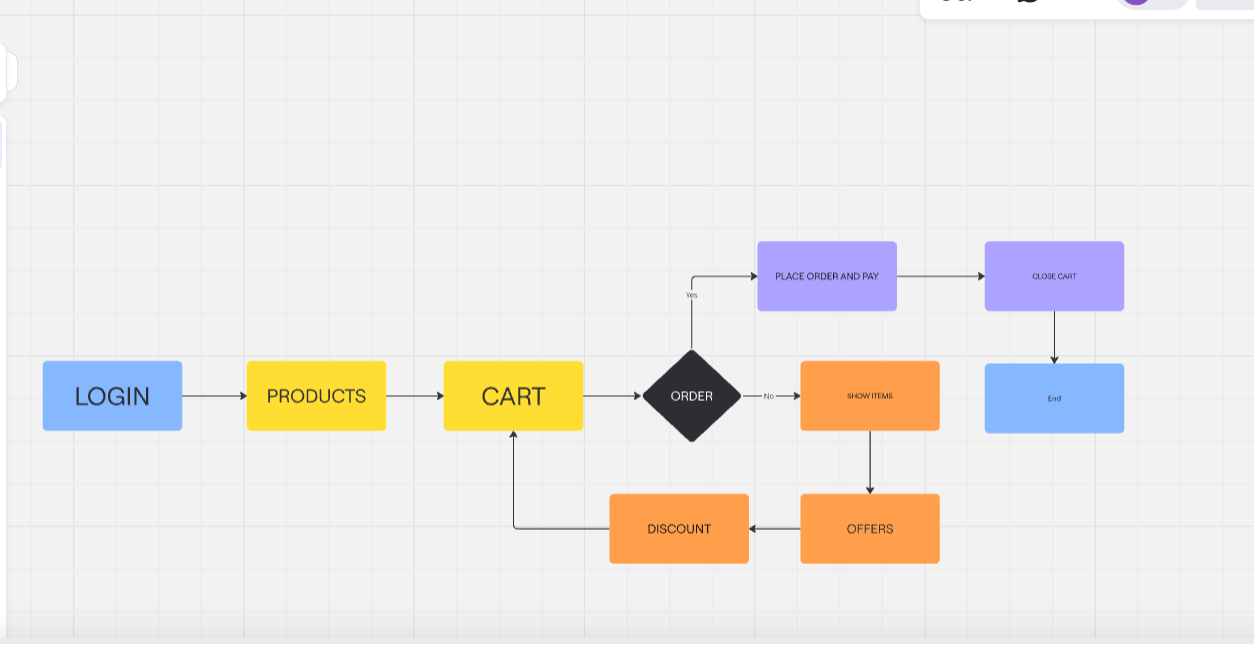 Yes
PLACE ORDER AND PAY
CLOSE CART
LOGIN
PRODUCTS
CART
ORDER
No
SHOW ITEMS
End
DISCOUNT
OFFERS